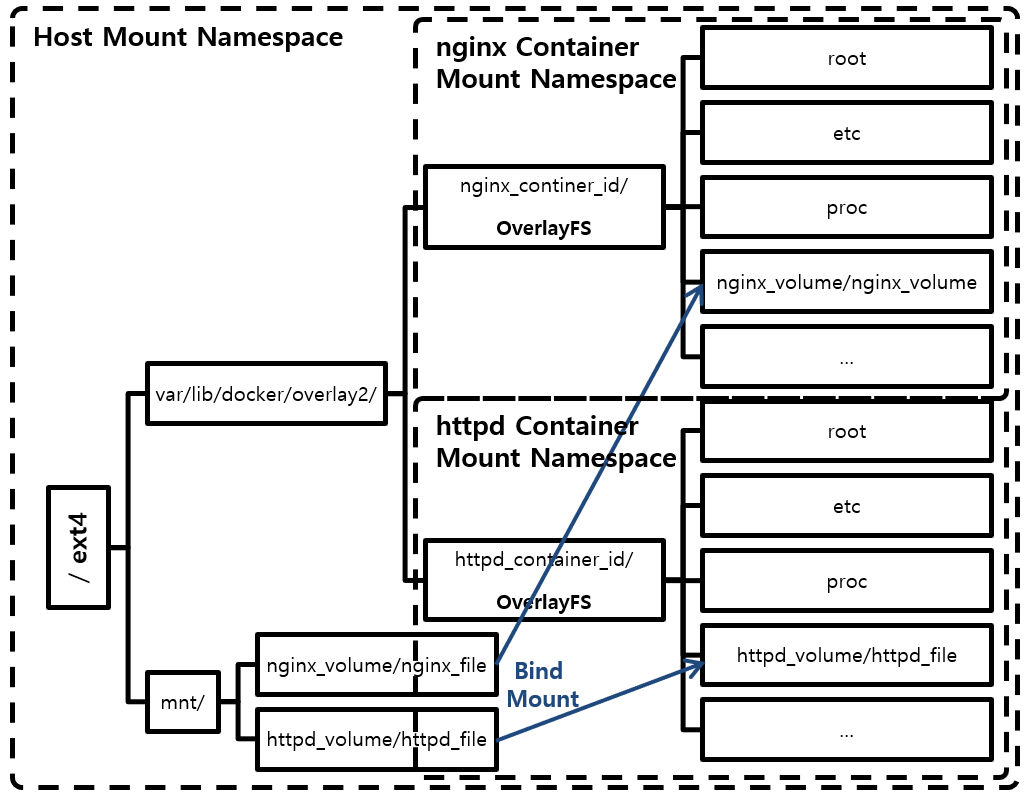 Host Mount Namespace
nginx Container
Mount Namespace
root
etc
nginx_continer_id/
OverlayFS
proc
nginx_volume/nginx_volume
...
var/lib/docker/overlay2/
httpd Container
Mount Namespace
root
etc
/ ext4
httpd_container_id/
OverlayFS
proc
nginx_volume/nginx_file
Bind
Mount
httpd_volume/httpd_file
mnt/
httpd_volume/httpd_file
...